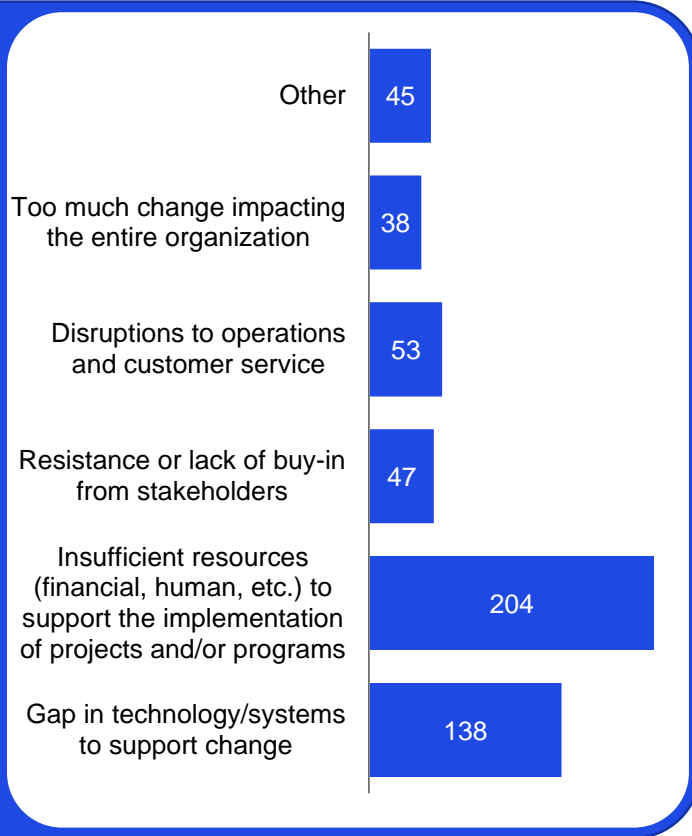 Other
45
Too much change impacting
the entire organization
38
Disruptions to operations
and customer service
53
Resistance or lack of buy-in
from stakeholders
47
Insufficient resources
(financial, human, etc.) to
support the implementation
of projects and/or programs
204
Gap in technology/systems
to support change
138